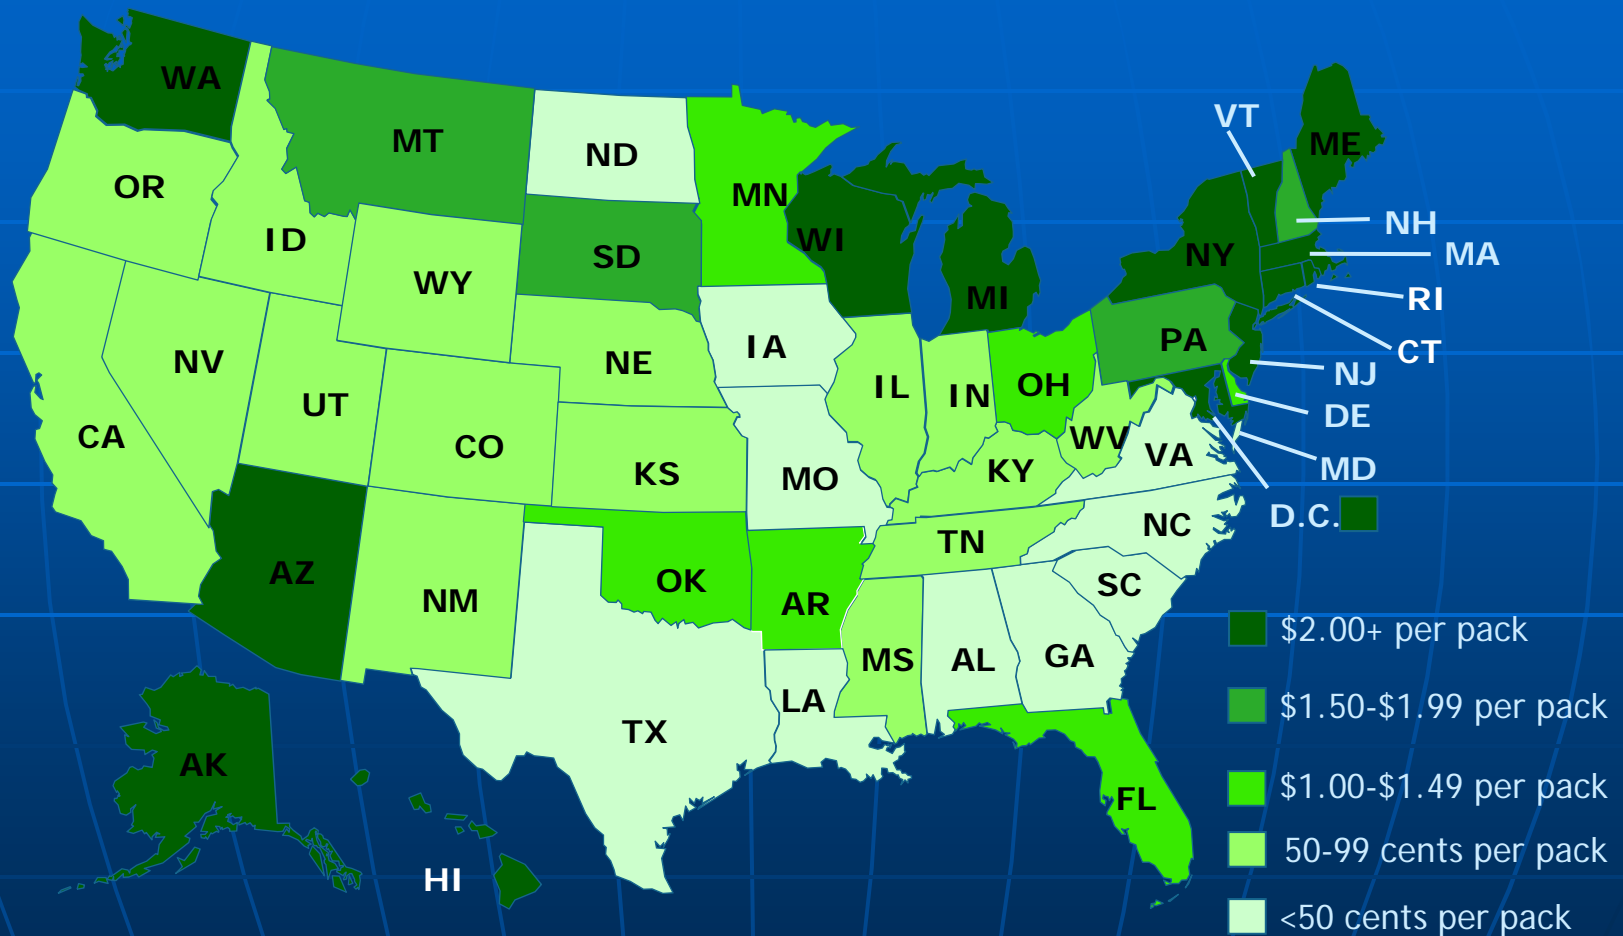 WA
MT
ND
MN
VT
ME
OR
ID
WY
SD
WI
MI
NY
NH
MA
RI
CT
NV
UT
CO
NE
IA
IL
IN
OH
PA
NJ
DE
MD
D.C.
CA
KS
MO
KY
WV
VA
AZ
NM
OK
AR
TN
NC
SC
TX
LA
MS
AL
GA
FL
AK
HI
$2.00+ per pack
$1.50-$1.99 per pack
$1.00-$1.49 per pack
50-99 cents per pack
<50 cents per pack